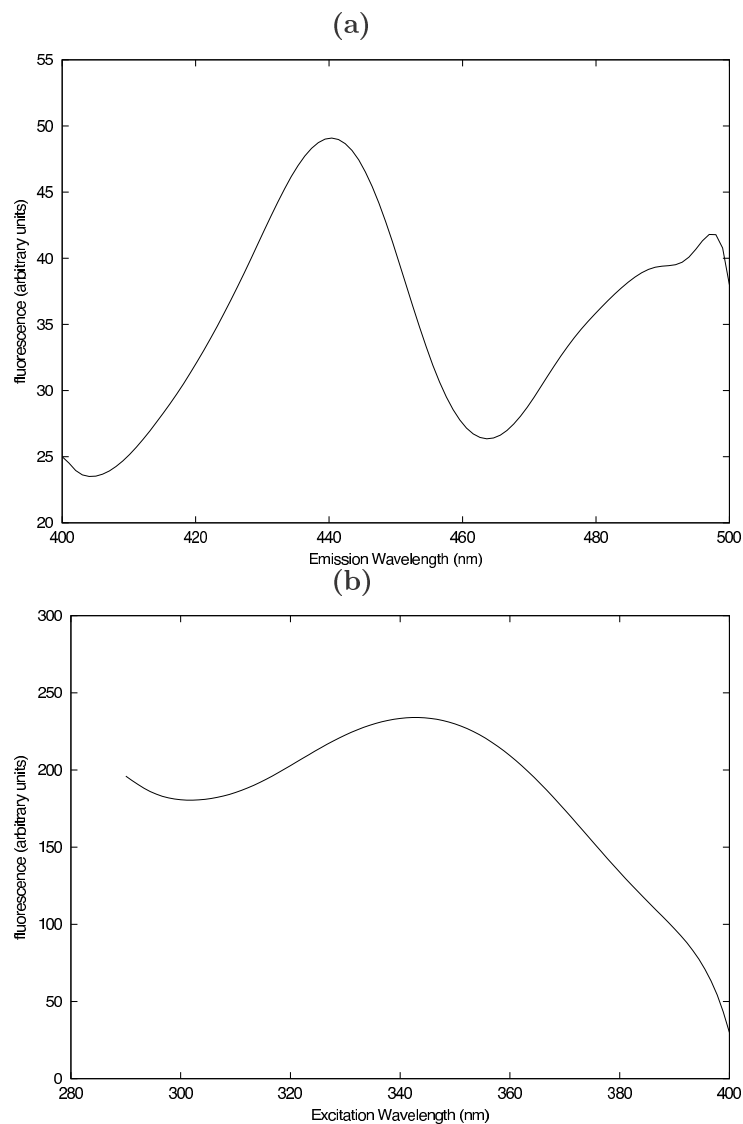 (a)
55
50
45
40
35
30
25
20
fluorescence (arbitrary units)
400 420 440 460 480 500
Emission Wavelength (nm)
(b)
300
250
200
150
100
50
0
fluorescence (arbitrary units)
280 300 320 340 360 380 400
Excitation Wavelength (nm)